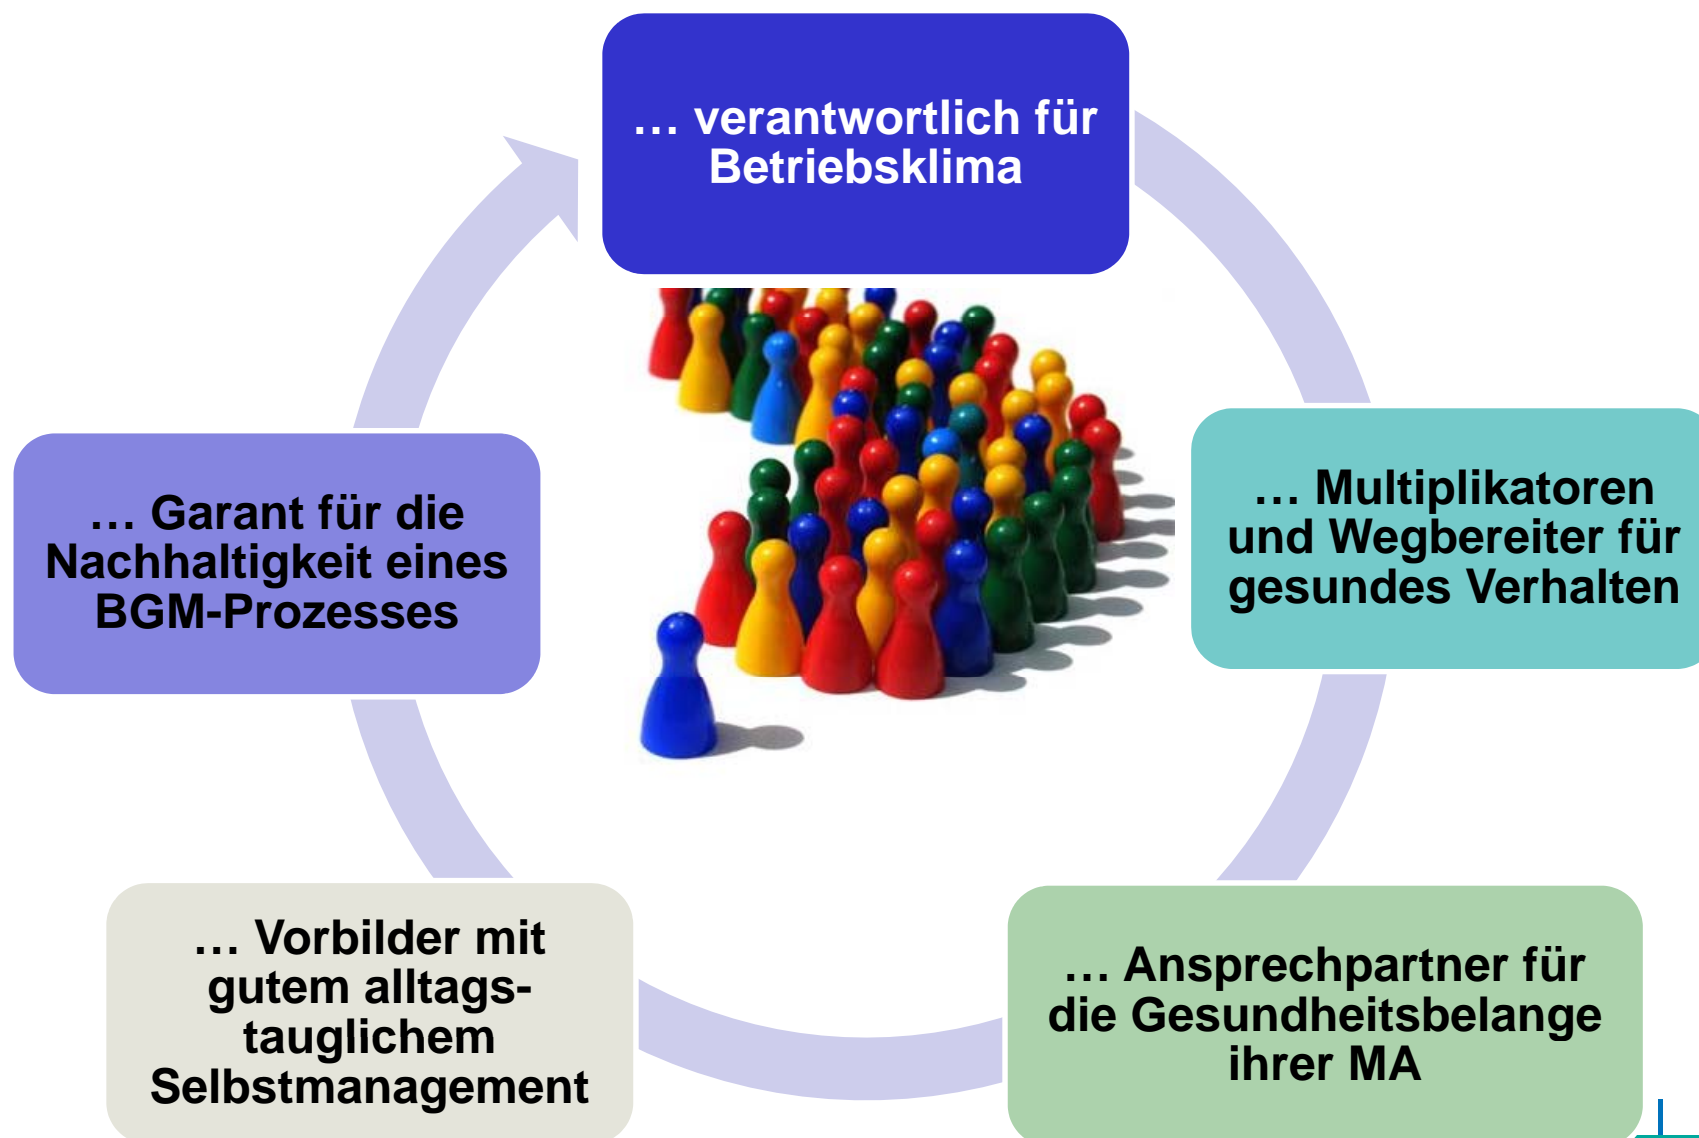 … verantwortlich für
Betriebsklima
… Multiplikatoren
und Wegbereiter für
gesundes Verhalten
… Ansprechpartner für
die Gesundheitsbelange
ihrer MA
… Vorbilder mit
gutem alltags-
tauglichem
Selbstmanagement
… Garant für die
Nachhaltigkeit eines
BGM-Prozesses